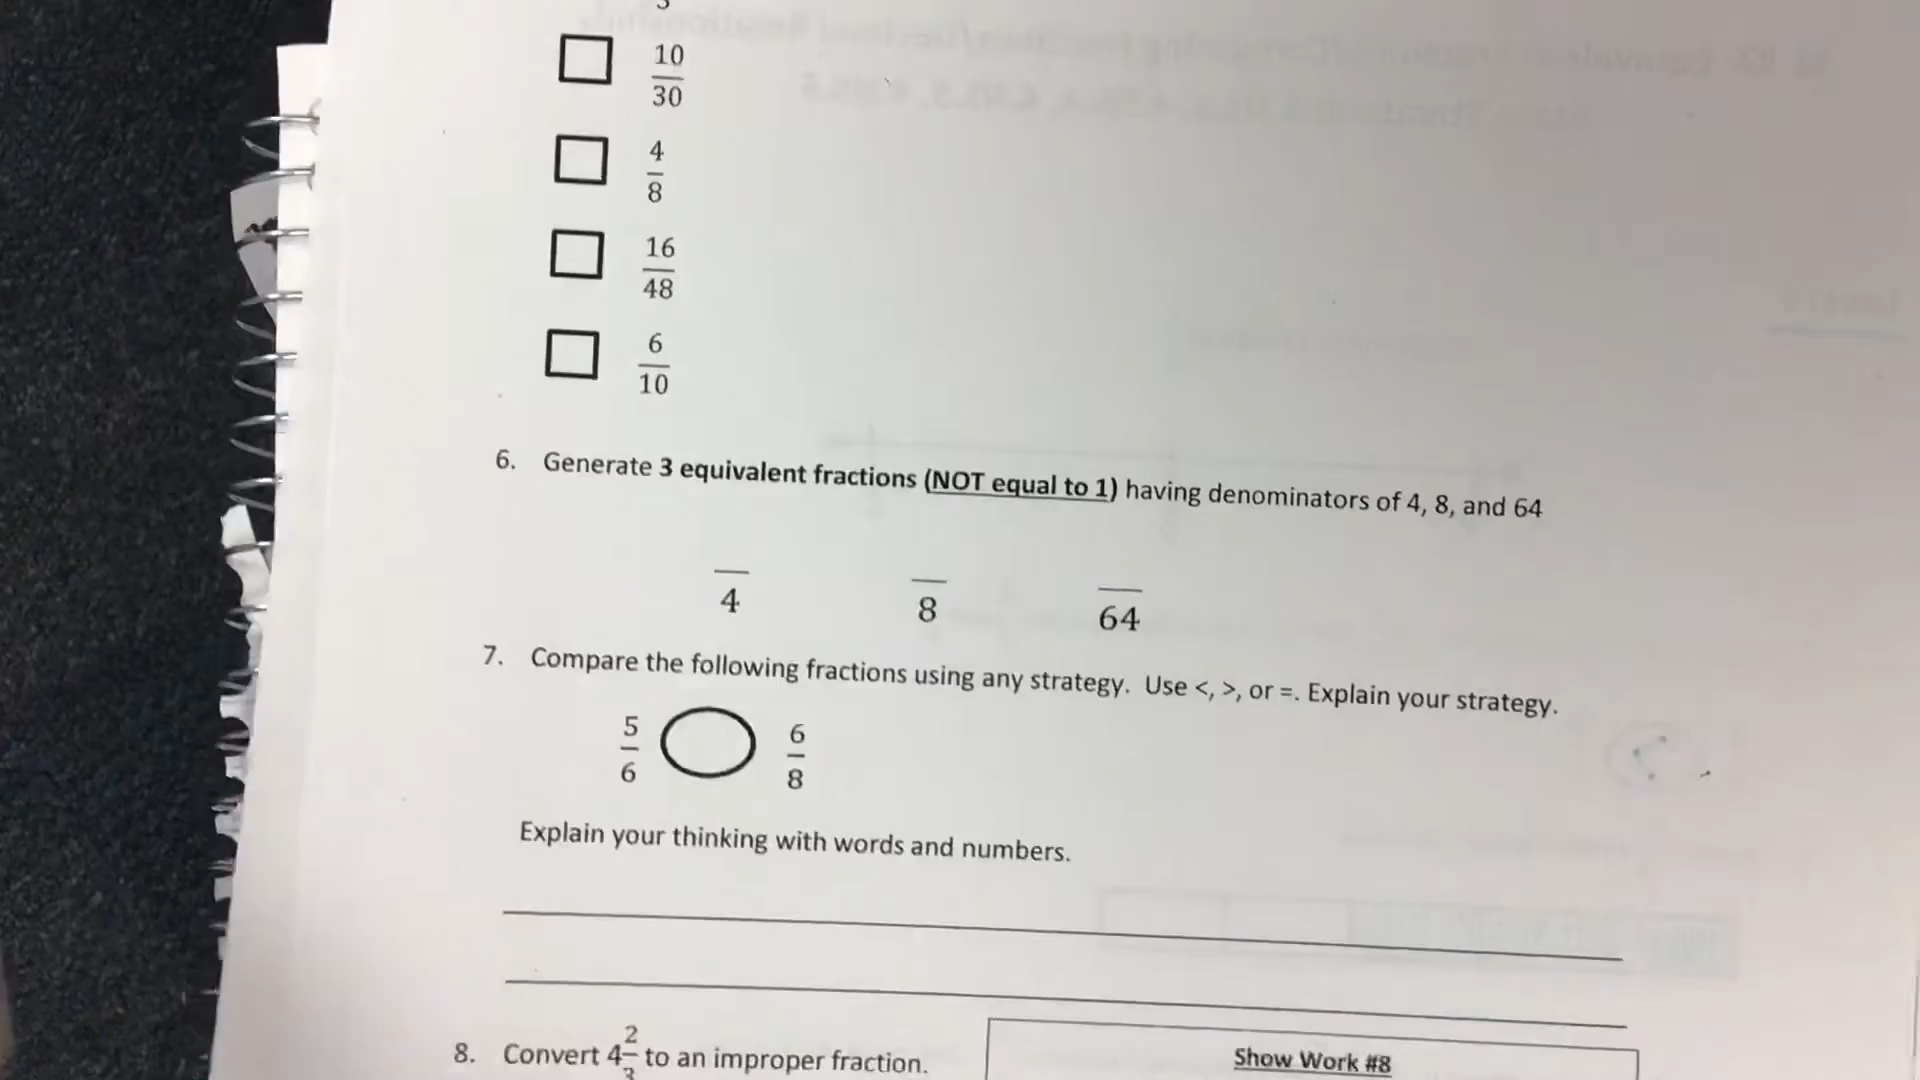 10
30
4
8
16
48
6
10
6. Generate 3 equivalent fractions (NOT equal to 1) having denominators of 4, 8, and 64
4 8 64
7. Compare the following fractions using any strategy. Use <, >, or =. Explain your strategy.
5 6
6 8
Explain your thinking with words and numbers.
8. Convert 4 2/3 to an improper fraction.
Show Work #8